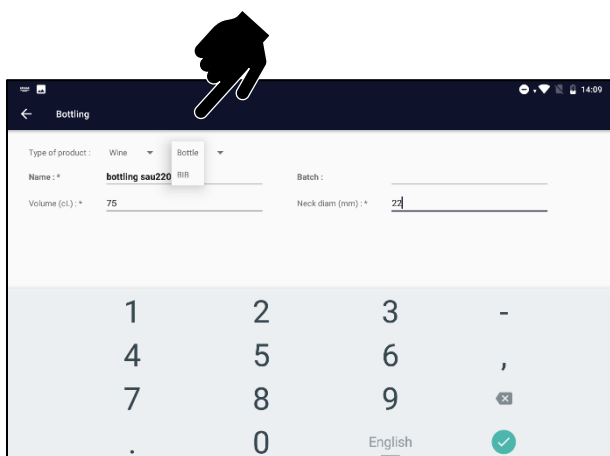 14:09
Bottling
Type of product : Wine Bottle
BIB
Name : * bottling sau220 Batch :
Volume (cl.) : * 75 Neck diam (mm) : * 22
1 2 3 -
4 5 6 ,
7 8 9
. 0 English